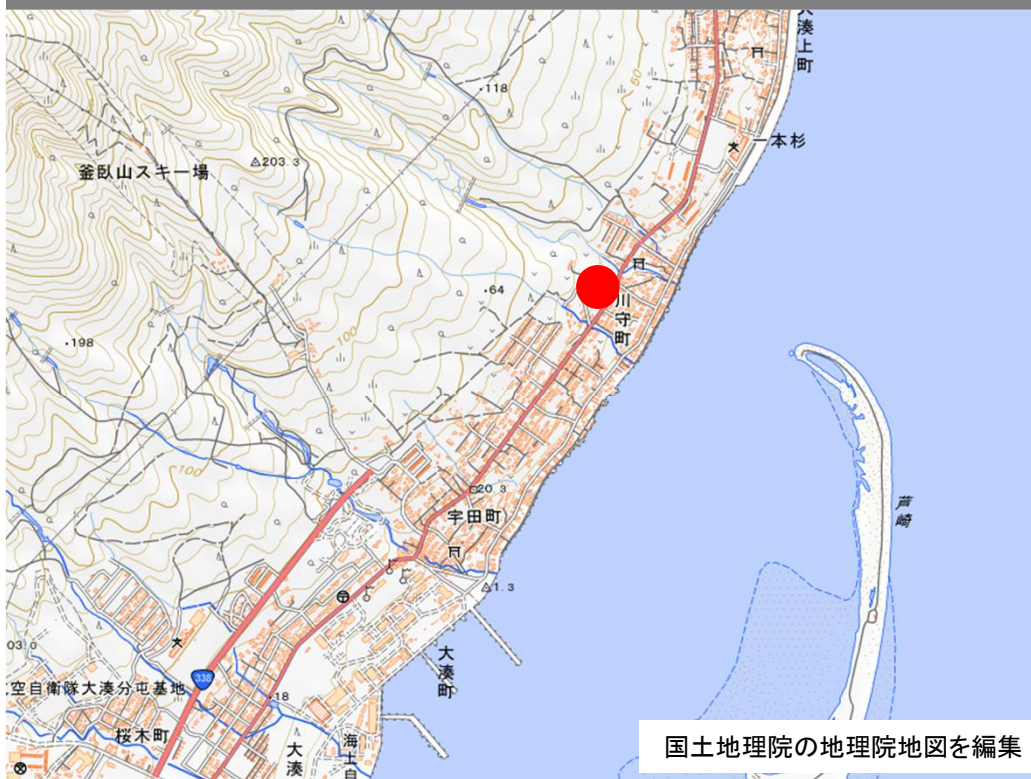 大湊上町
118
50
一本杉
203.3
釜臥山スキー場
64
川守町
198
100
100
芦崎
20.3
宇田町
1.3
大湊町
338
空自衛隊大湊分屯基地
18
桜木町
大湊
海上自
国土地理院の地理院地図を編集